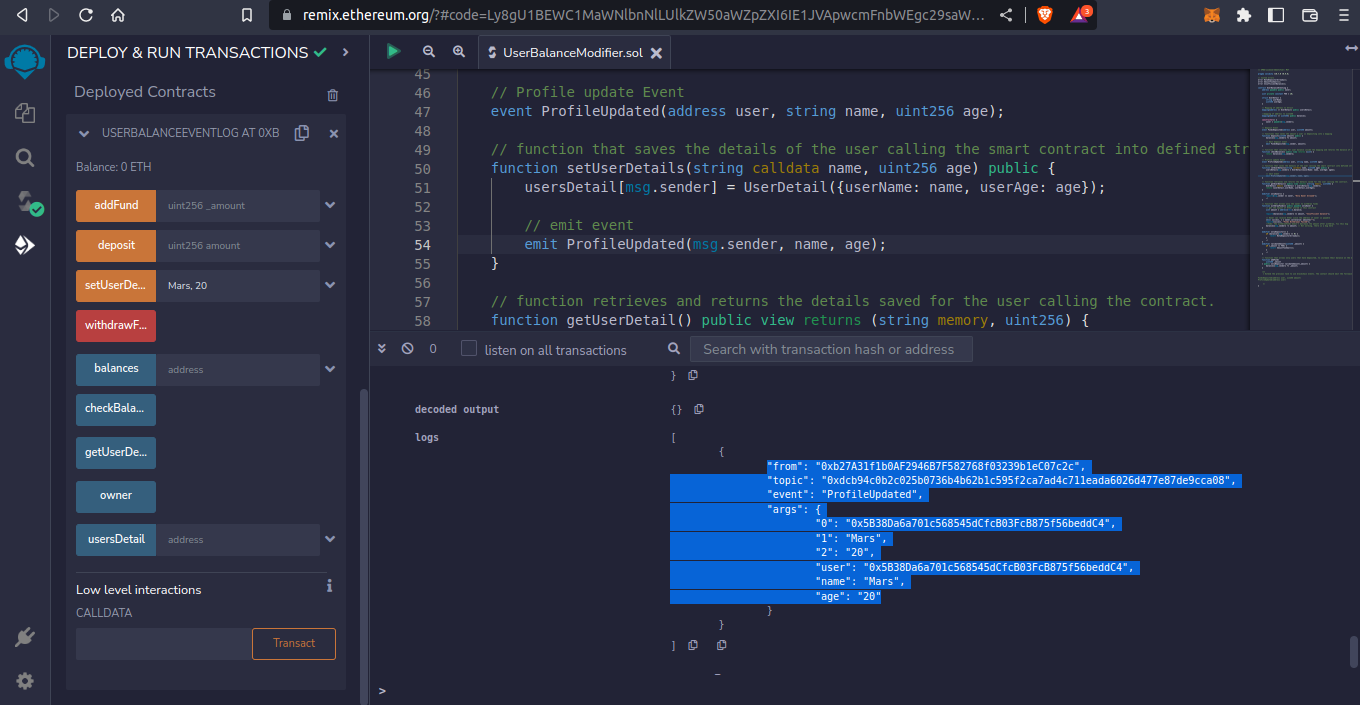 remix.ethereum.org/?#code=Ly8gU1BEWC1MaWNlbnNlLUlkZW50aWZpZXI6IE1JVApwcmFnbWEgc29saW…
3
DEPLOY & RUN TRANSACTIONS
UserBalanceModifier.sol
Deployed Contracts
USERBALANCEEVENTLOG AT 0XB
Balance: 0 ETH
addFund
uint256 _amount
deposit
uint256 amount
setUserDe...
Mars, 20
withdrawF...
balances
address
checkBala...
getUserDe...
owner
usersDetail
address
Low level interactions
CALLDATA
Transact
45
46 // Profile update Event
47 event ProfileUpdated(address user, string name, uint256 age);
48
49 // function that saves the details of the user calling the smart contract into defined str
50 function setUserDetails(string calldata name, uint256 age) public {
51 usersDetail[msg.sender] = UserDetail({userName: name, userAge: age});
52
53 // emit event
54 emit ProfileUpdated(msg.sender, name, age);
55 }
56
57 // function retrieves and returns the details saved for the user calling the contract.
58 function getUserDetail() public view returns (string memory, uint256) {
0
listen on all transactions
Search with transaction hash or address
}
decoded output
{}
logs
[
{
"from": "0xb27A31f1b0AF2946B7F582768f03239b1eC07c2c",
"topic": "0xdcb94c0b2c025b0736b4b62b1c595f2ca7ad4c711eada6026d477e87de9cca08",
"event": "ProfileUpdated",
"args": {
"0": "0x5B38Da6a701c568545dCfcB03FcB875f56beddC4",
"1": "Mars",
"2": "20",
"user": "0x5B38Da6a701c568545dCfcB03FcB875f56beddC4",
"name": "Mars",
"age": "20"
}
}
]
>